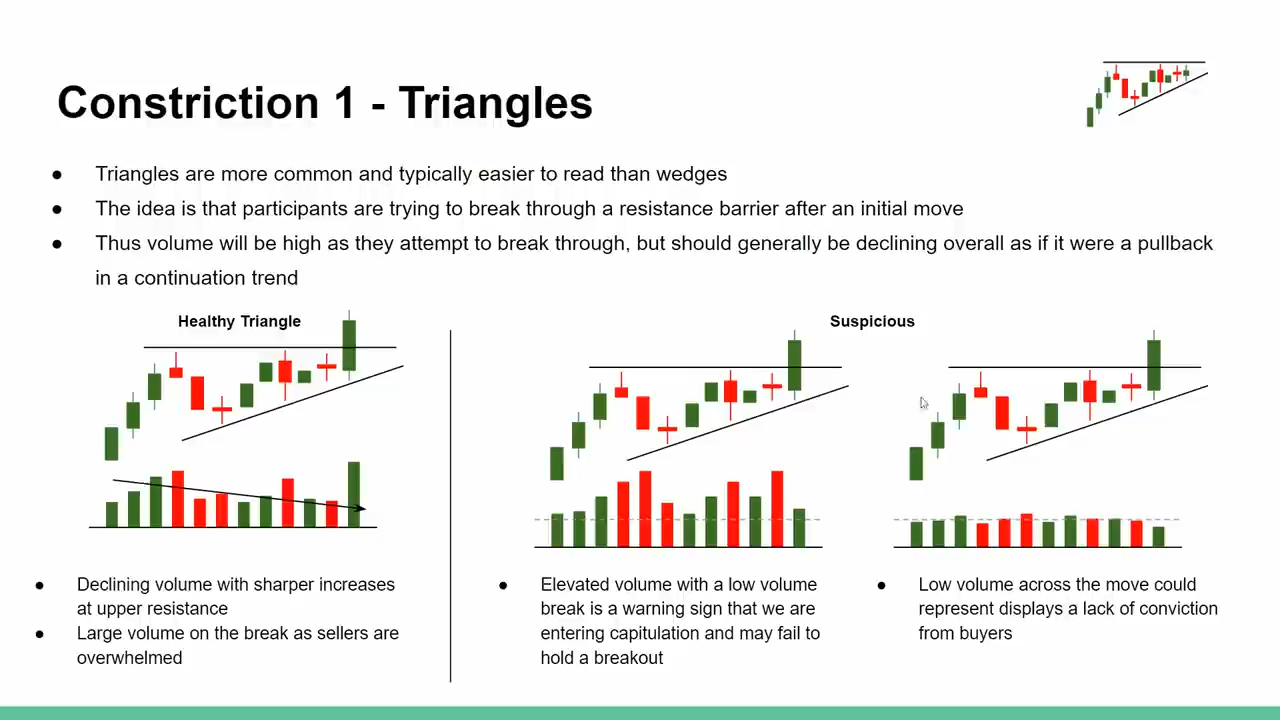 Constriction 1 - Triangles
● Triangles are more common and typically easier to read than wedges
● The idea is that participants are trying to break through a resistance barrier after an initial move
● Thus volume will be high as they attempt to break through, but should generally be declining overall as if it were a pullback
in a continuation trend
Healthy Triangle
● Declining volume with sharper increases
at upper resistance
● Large volume on the break as sellers are
overwhelmed
Suspicious
● Elevated volume with a low volume
break is a warning sign that we are
entering capitulation and may fail to
hold a breakout
● Low volume across the move could
represent displays a lack of conviction
from buyers